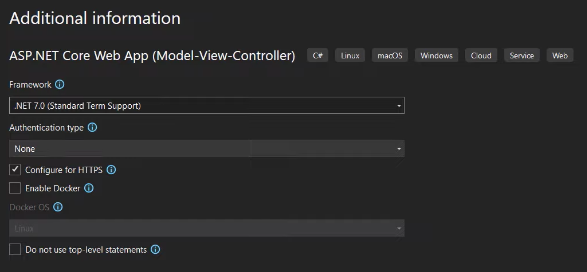 Additional information
ASP.NET Core Web App (Model-View-Controller) C# Linux macOS Windows Cloud Service Web
Framework
.NET 7.0 (Standard Term Support)
Authentication type
None
Configure for HTTPS
Enable Docker
Docker OS
Linux
Do not use top-level statements